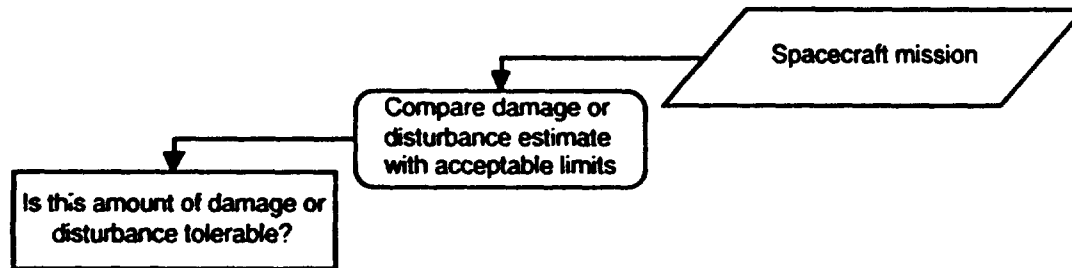 Spacecraft mission
Compare damage or
disturbance estimate
with acceptable limits
Is this amount of damage or
disturbance tolerable?